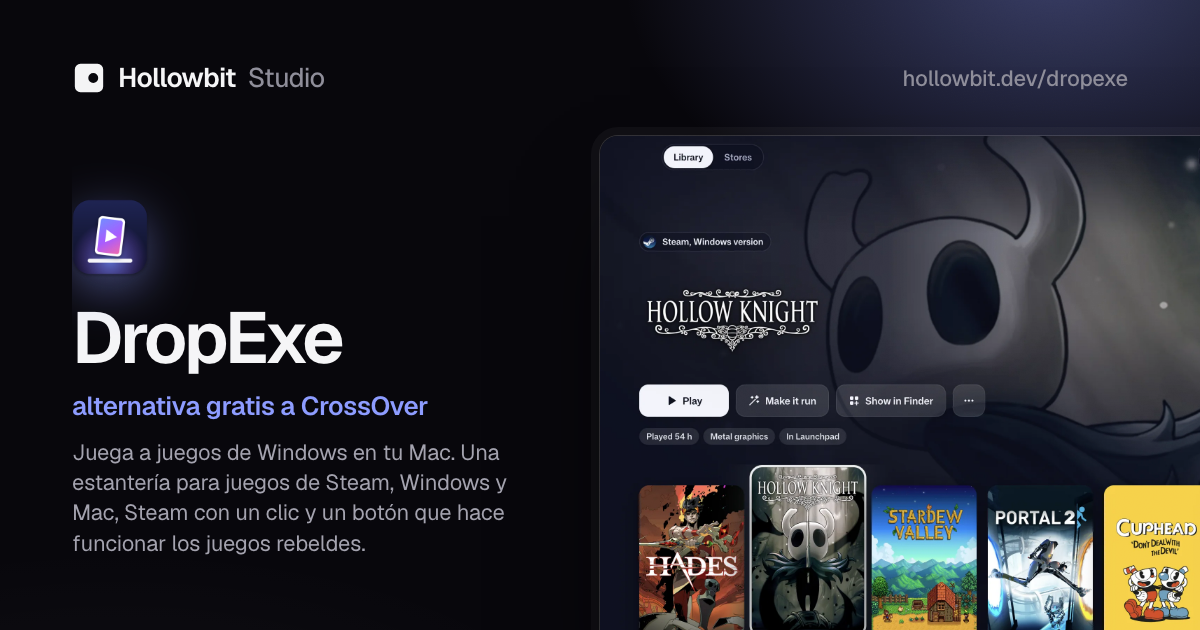 Hollowbit Studio
hollowbit.dev/dropexe
DropExe
alternativa gratis a CrossOver
Juega a juegos de Windows en tu Mac. Una
estantería para juegos de Steam, Windows y
Mac, Steam con un clic y un botón que hace
funcionar los juegos rebeldes.
Library Stores
Steam, Windows version
HOLLOW KNIGHT
Play Make it run Show in Finder
Played 54 h Metal graphics In Launchpad
HADES
HOLLOW KNIGHT
STARDEW
VALLEY
PORTAL 2
CUPHEAD
"DON'T DEAL WITH
THE DEVIL"